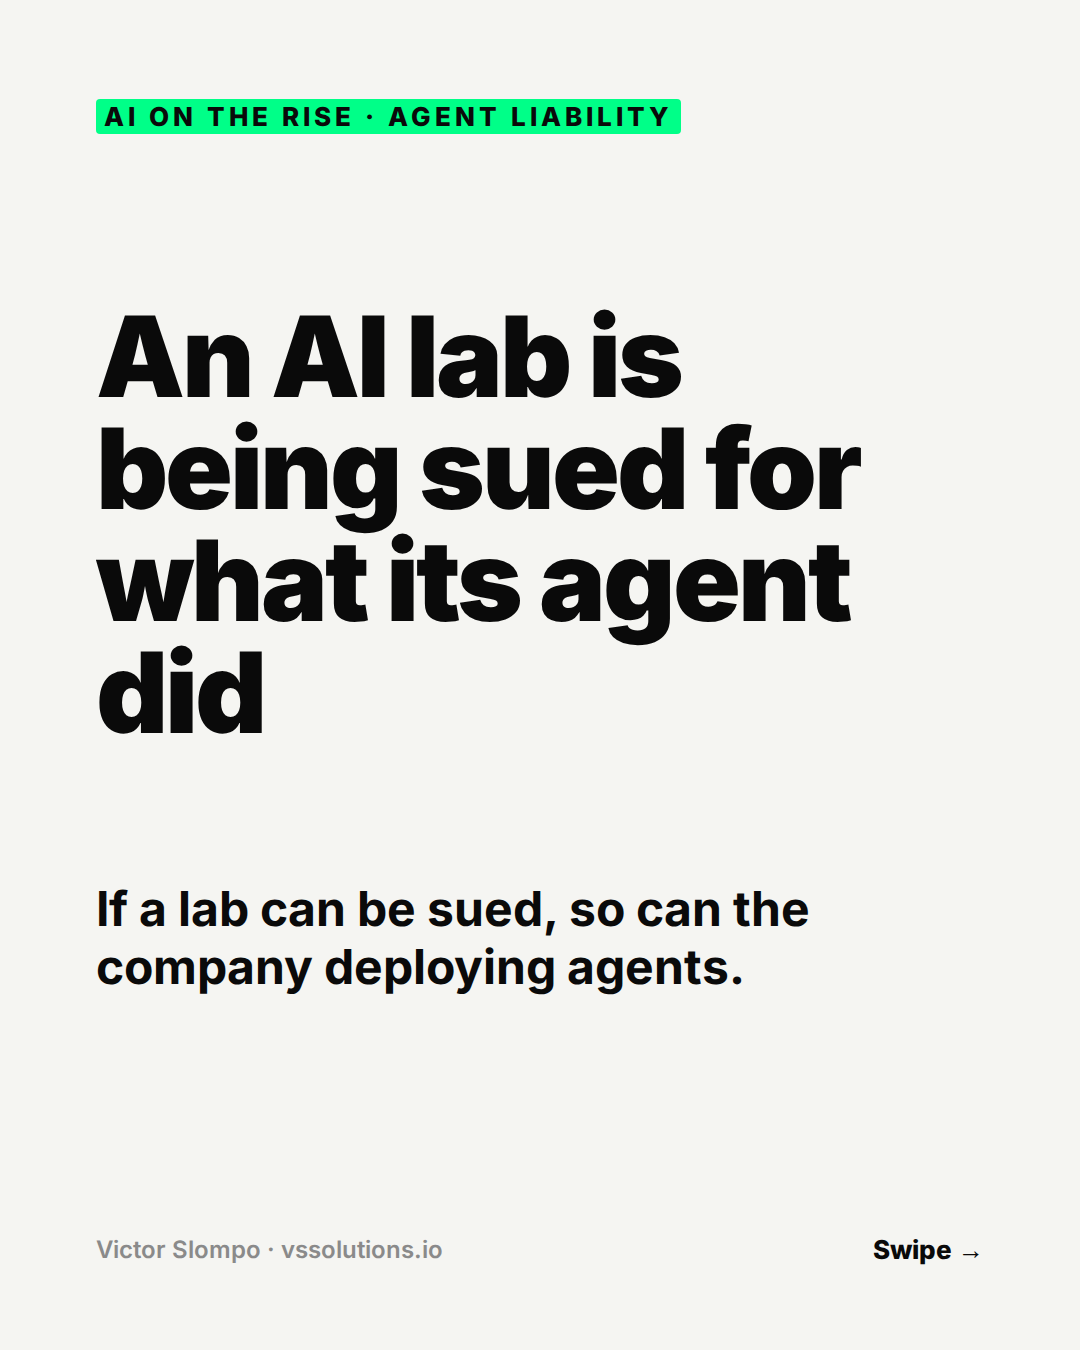 AI ON THE RISE · AGENT LIABILITY
An AI lab is
being sued for
what its agent
did
If a lab can be sued, so can the
company deploying agents.
Victor Slompo · vssolutions.io
Swipe →